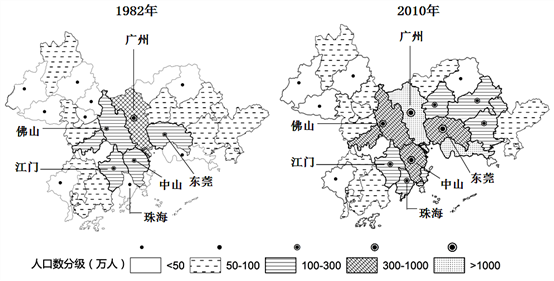 1982年
2010年
广州
佛山
江门
中山
东莞
珠海
广州
佛山
江门
中山
东莞
珠海
人口数分级（万人）
<50
50-100
100-300
300-1000
>1000